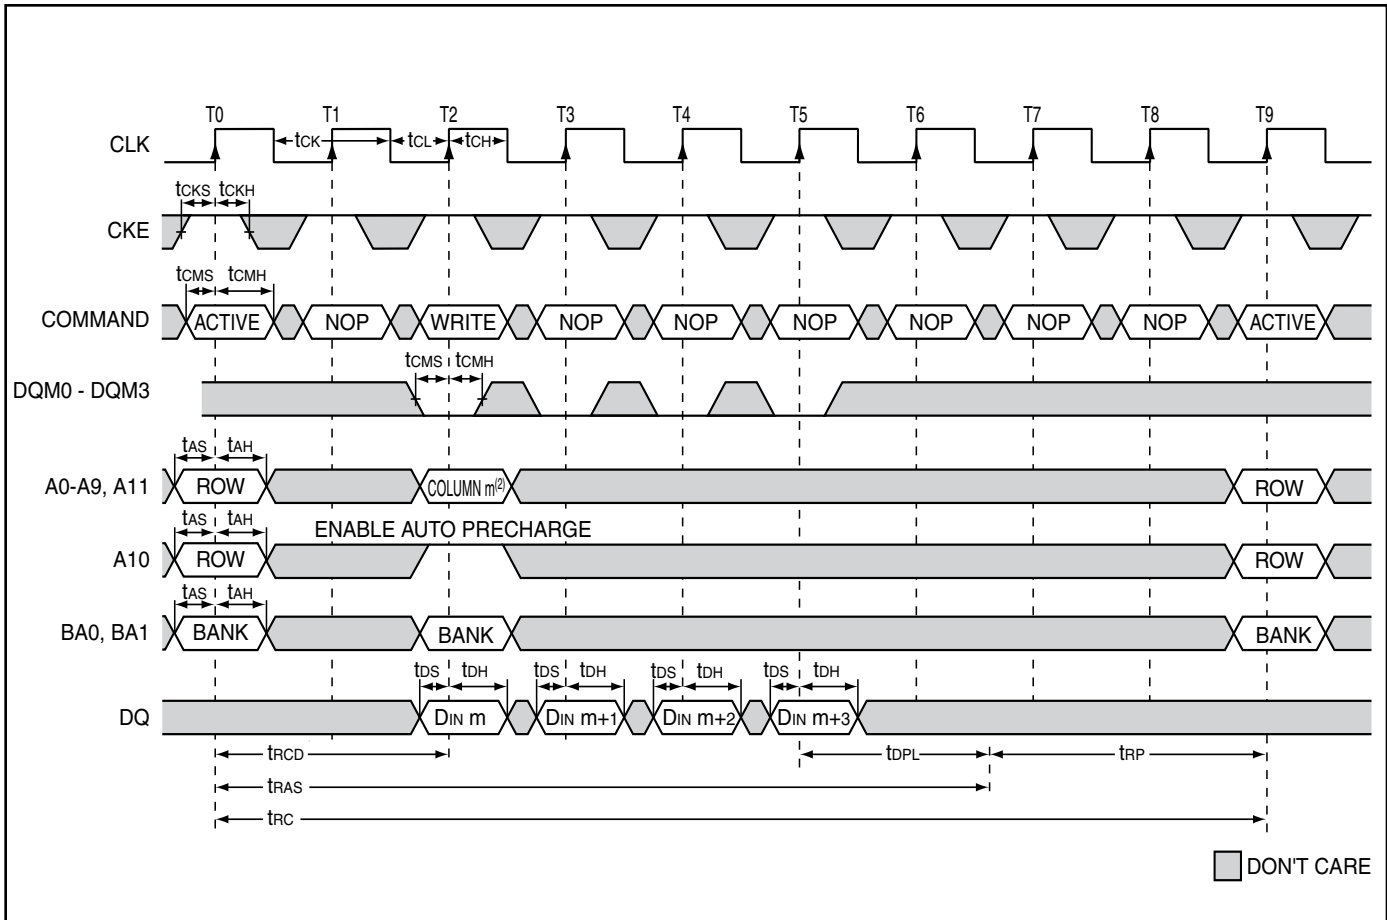 T0 T1 T2 T3 T4 T5 T6 T7 T8 T9
CLK tCK tCL tCH
tCKS tCKH
CKE
tCMS tCMH
COMMAND ACTIVE NOP WRITE NOP NOP NOP NOP NOP NOP ACTIVE
tCMS tCMH
DQM0 - DQM3
tAS tAH
A0-A9, A11 ROW COLUMN m(2) ROW
tAS tAH ENABLE AUTO PRECHARGE
A10 ROW ROW
tAS tAH
BA0, BA1 BANK BANK BANK
tDS tDH tDS tDH tDS tDH tDS tDH
DQ DIN m DIN m+1 DIN m+2 DIN m+3
tRCD tDPL tRP
tRAS
tRC
DON'T CARE